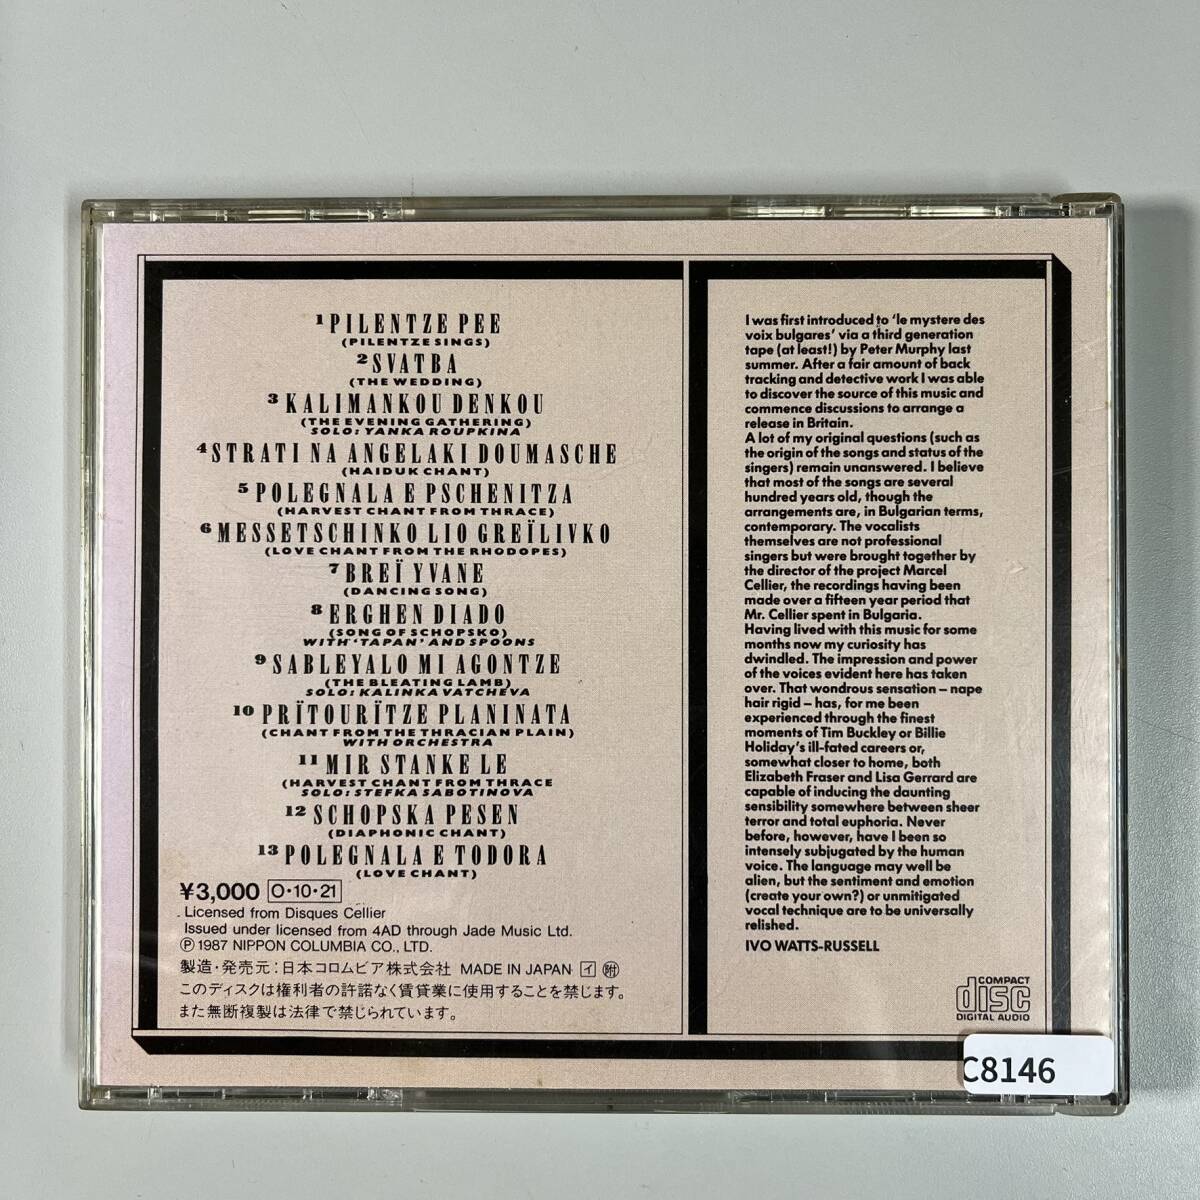 1 PILENTZE PEE
(PILENTZE SINGS)
2 SVATBA
(THE WEDDING)
3 KALIMANKOU DENKOU
(THE EVENING GATHERING)
SOLO: YANKA ROUPKINA
4 STRATI NA ANGELAKI DOUMASCHE
(HAIDUK CHANT)
5 POLEGNALA E PSCHENITZA
(HARVEST CHANT FROM THRACE)
6 MESSETSCHINKO LIO GREÏLIVKO
(LOVE CHANT FROM THE RHODOPES)
7 BREÏ YVANE
(DANCING SONG)
8 ERGHEN DIADO
(SONG OF SCHOPSKO)
WITH 'TAPAN' AND SPOONS
9 SABLEYALO MI AGONTZE
(THE BLEATING LAMB)
SOLO: KALINKA VATCHEVA
10 PRÏTOURÏTZE PLANINATA
(CHANT FROM THE THRACIAN PLAIN)
WITH ORCHESTRA
11 MIR STANKE LE
(HARVEST CHANT FROM THRACE
SOLO: STEFKA SABOTINOVA
12 SCHOPSKA PESEN
(DIAPHONIC CHANT)
13 POLEGNALA E TODORA
(LOVE CHANT)
¥3,000 O·10·21
Licensed from Disques Cellier
Issued under licensed from 4AD through Jade Music Ltd.
Ⓟ 1987 NIPPON COLUMBIA CO., LTD.
製造・発売元:日本コロムビア株式会社 MADE IN JAPAN イ 附
このディスクは権利者の許諾なく賃貸業に使用することを禁じます。
また無断複製は法律で禁じられています。
I was first introduced to 'le mystere des
voix bulgares' via a third generation
tape (at least!) by Peter Murphy last
summer. After a fair amount of back
tracking and detective work I was able
to discover the source of this music and
commence discussions to arrange a
release in Britain.
A lot of my original questions (such as
the origin of the songs and status of the
singers) remain unanswered. I believe
that most of the songs are several
hundred years old, though the
arrangements are, in Bulgarian terms,
contemporary. The vocalists
themselves are not professional
singers but were brought together by
the director of the project Marcel
Cellier, the recordings having been
made over a fifteen year period that
Mr. Cellier spent in Bulgaria.
Having lived with this music for some
months now my curiosity has
dwindled. The impression and power
of the voices evident here has taken
over. That wondrous sensation – nape
hair rigid – has, for me been
experienced through the finest
moments of Tim Buckley or Billie
Holiday's ill-fated careers or,
somewhat closer to home, both
Elizabeth Fraser and Lisa Gerrard are
capable of inducing the daunting
sensibility somewhere between sheer
terror and total euphoria. Never
before, however, have I been so
intensely subjugated by the human
voice. The language may well be
alien, but the sentiment and emotion
(create your own?) or unmitigated
vocal technique are to be universally
relished.
IVO WATTS-RUSSELL
COMPACT
disc
DIGITAL AUDIO
C8146